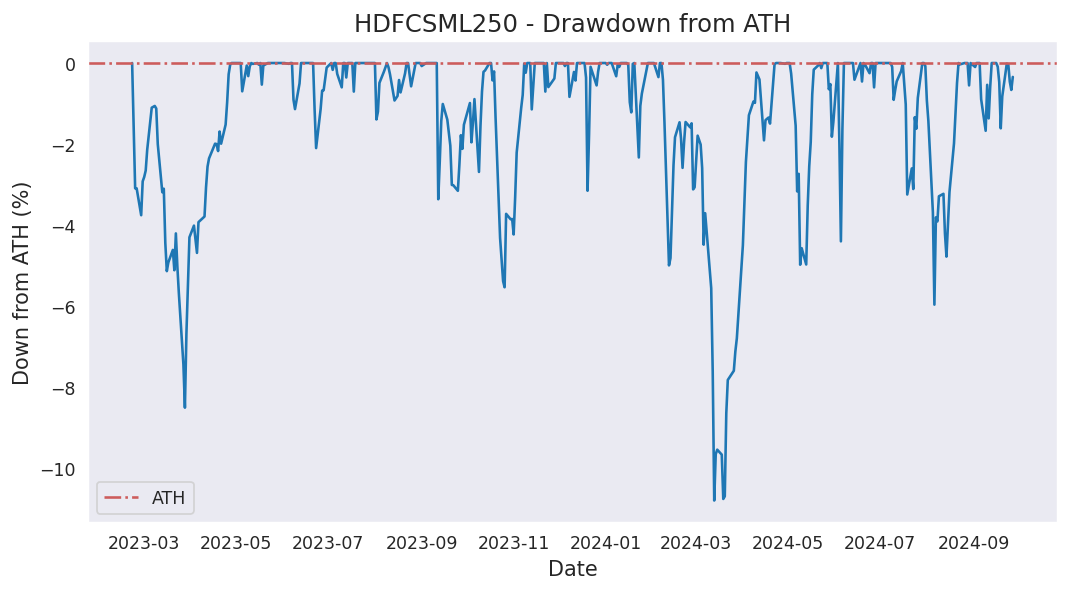 HDFCSML250 - Drawdown from ATH
Down from ATH (%)
0
−2
−4
−6
−8
−10
ATH
2023-03 2023-05 2023-07 2023-09 2023-11 2024-01 2024-03 2024-05 2024-07 2024-09
Date